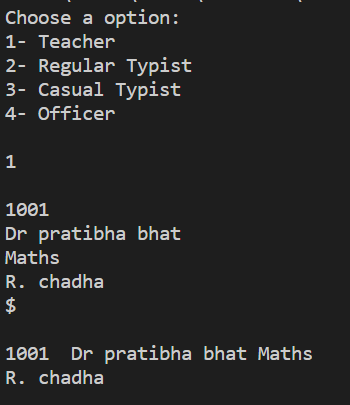 Choose a option:
1- Teacher
2- Regular Typist
3- Casual Typist
4- Officer
1
1001
Dr pratibha bhat
Maths
R. chadha
$
1001  Dr pratibha bhat Maths
R. chadha